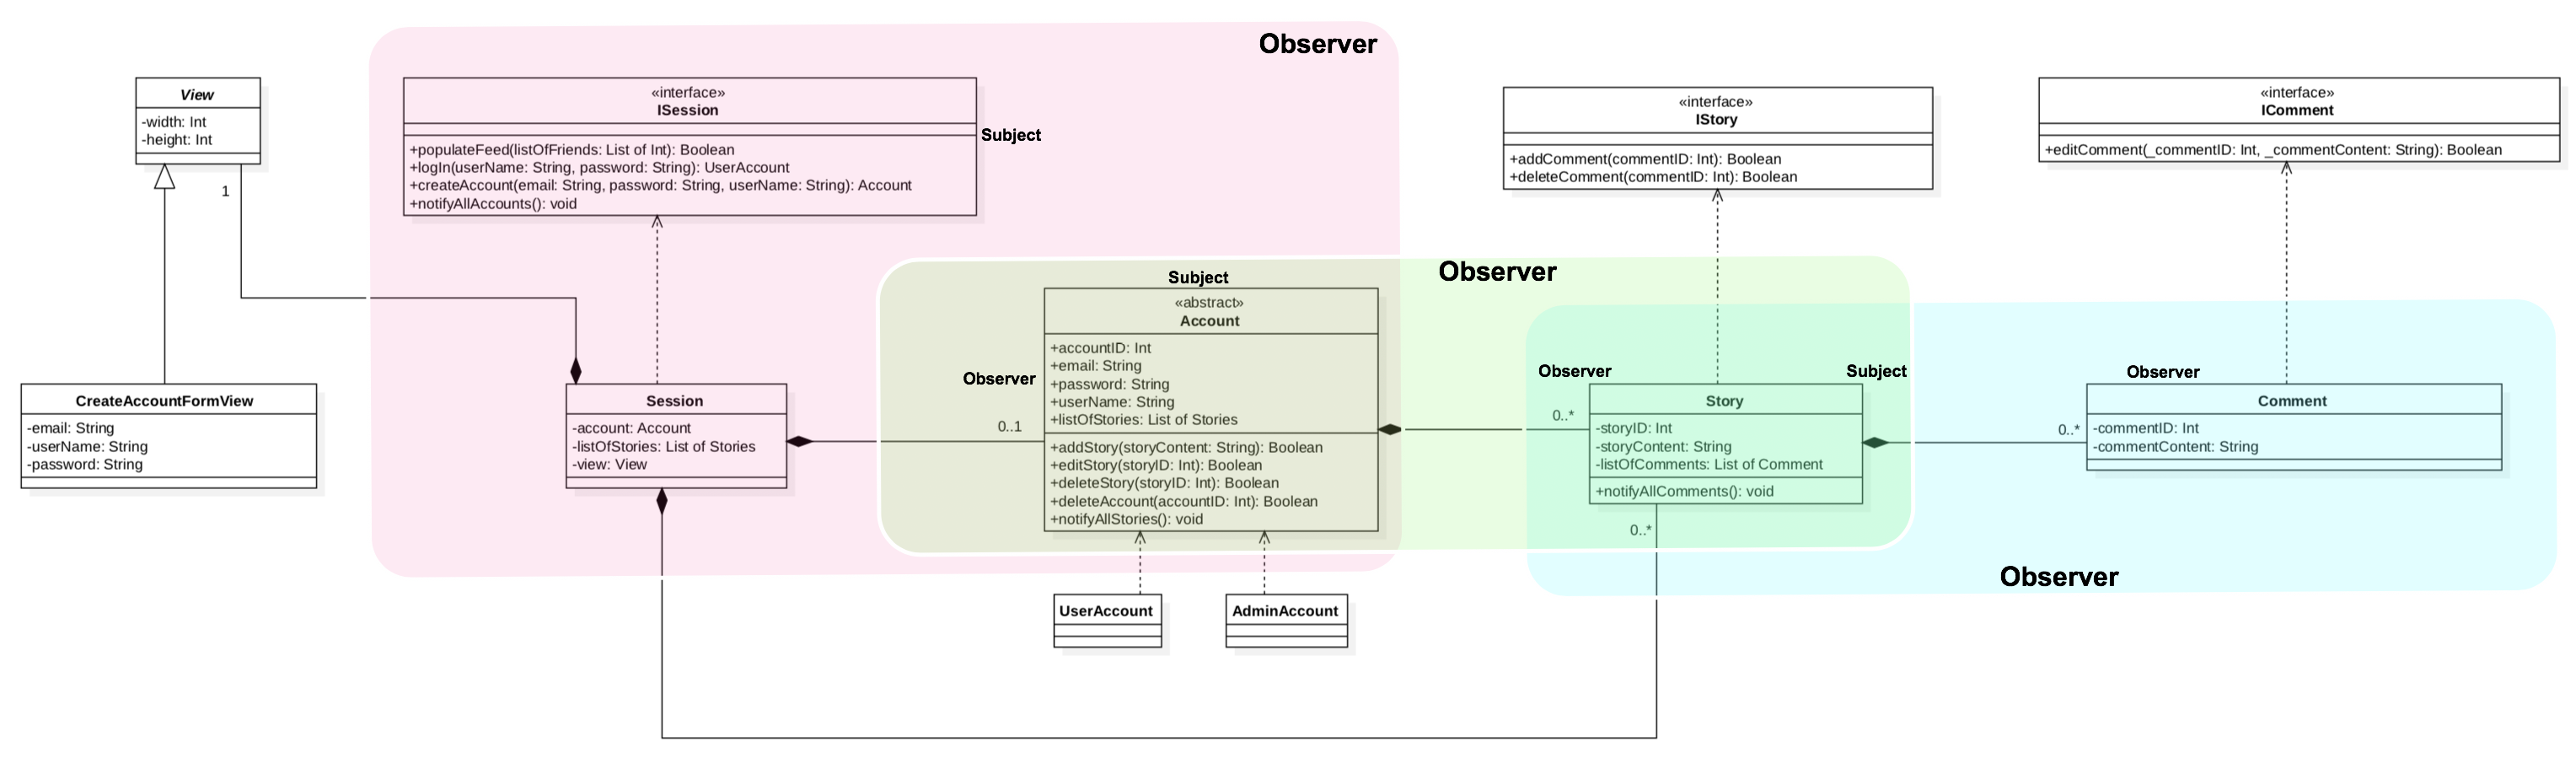 Observer
View
-width: Int
-height: Int
1
«interface»
ISession
Subject
+populateFeed(listOfFriends: List of Int): Boolean
+logIn(userName: String, password: String): UserAccount
+createAccount(email: String, password: String, userName: String): Account
+notifyAllAccounts(): void
«interface»
IStory
+addComment(commentID: Int): Boolean
+deleteComment(commentID: Int): Boolean
«interface»
IComment
+editComment(_commentID: Int, _commentContent: String): Boolean
CreateAccountFormView
-email: String
-userName: String
-password: String
Session
-account: Account
-listOfStories: List of Stories
-view: View
Observer
0..1
Subject
«abstract»
Account
+accountID: Int
+email: String
+password: String
+userName: String
+listOfStories: List of Stories
+addStory(storyContent: String): Boolean
+editStory(storyID: Int): Boolean
+deleteStory(storyID: Int): Boolean
+deleteAccount(accountID: Int): Boolean
+notifyAllStories(): void
Observer
Observer
0..*
Subject
Story
-storyID: Int
-storyContent: String
-listOfComments: List of Comment
+notifyAllComments(): void
0..*
Observer
0..*
Comment
-commentID: Int
-commentContent: String
Observer
UserAccount
AdminAccount